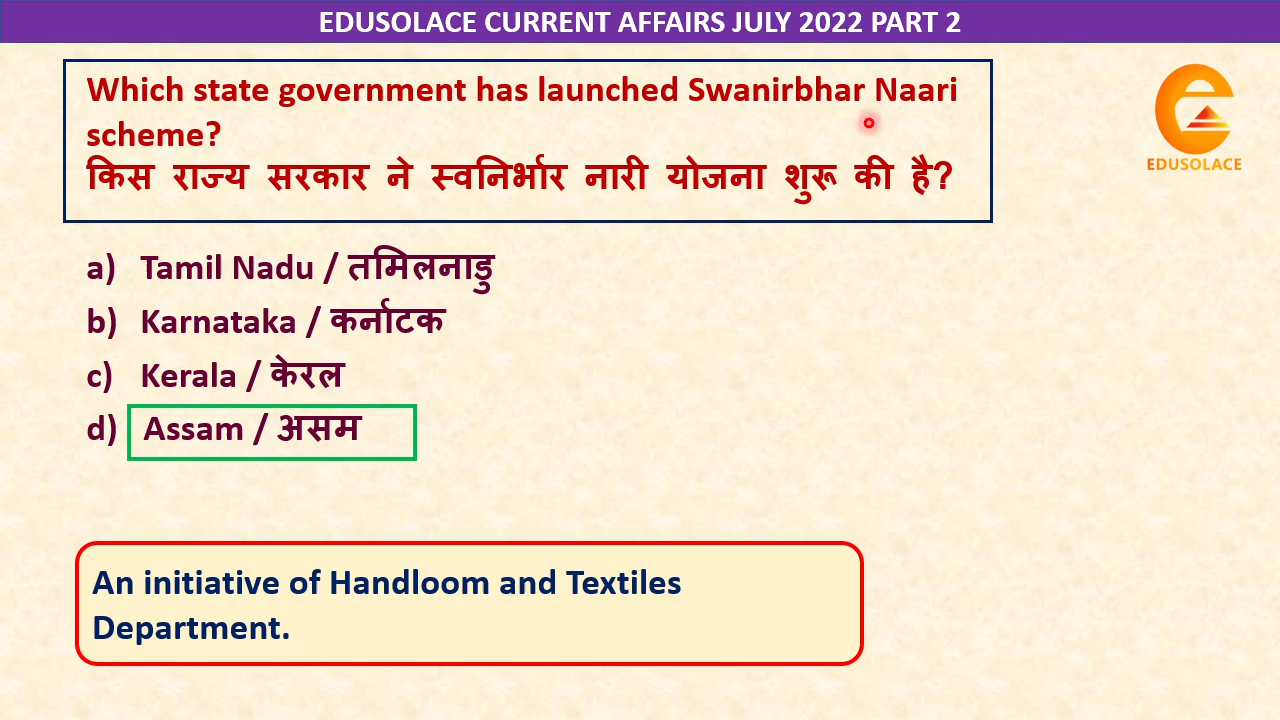 EDUSOLACE CURRENT AFFAIRS JULY 2022 PART 2
Which state government has launched Swanirbhar Naari
scheme?
किस राज्य सरकार ने स्वनिर्भार नारी योजना शुरू की है?
EDUSOLACE
a) Tamil Nadu / तमिलनाडु
b) Karnataka / कर्नाटक
c) Kerala / केरल
d) Assam / असम
An initiative of Handloom and Textiles
Department.